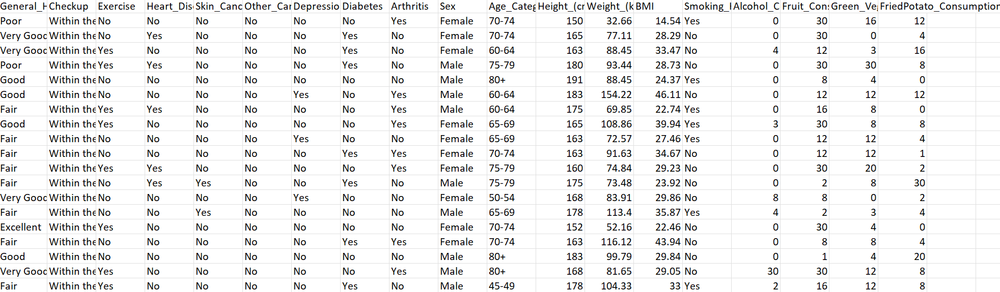 General_H Checkup Exercise Heart_Dise Skin_Canc Other_Car Depressio Diabetes Arthritis Sex Age_Categ Height_(cr Weight_(k BMI Smoking_H Alcohol_C Fruit_Cons Green_Veg FriedPotato_Consumption
Poor Within the No No No No No No Yes Female 70-74 150 32.66 14.54 Yes 0 30 16 12
Very Good Within the No Yes No No No Yes No Female 70-74 165 77.11 28.29 No 0 30 0 4
Very Good Within the Yes No No No No Yes No Female 60-64 163 88.45 33.47 No 4 12 3 16
Poor Within the Yes Yes No No No Yes No Male 75-79 180 93.44 28.73 No 0 30 30 8
Good Within the No No No No No No No Male 80+ 191 88.45 24.37 Yes 0 8 4 0
Good Within the No No No No Yes No Yes Male 60-64 183 154.22 46.11 No 0 12 12 12
Fair Within the Yes Yes No No No No Yes Male 60-64 175 69.85 22.74 Yes 0 16 8 0
Good Within the Yes No No No No No Yes Female 65-69 165 108.86 39.94 Yes 3 30 8 8
Fair Within the No No No No Yes No No Female 65-69 163 72.57 27.46 Yes 0 12 12 4
Fair Within the No No No No No Yes Yes Female 70-74 163 91.63 34.67 No 0 12 12 1
Fair Within the Yes Yes No No No No Yes Female 75-79 160 74.84 29.23 No 0 30 20 2
Fair Within the No Yes Yes No No Yes No Male 75-79 175 73.48 23.92 No 0 2 8 30
Very Good Within the No No No No Yes No No Female 50-54 168 83.91 29.86 No 8 8 0 2
Fair Within the No No Yes No No No No Male 65-69 178 113.4 35.87 Yes 4 2 3 4
Excellent Within the Yes No No No No No No Female 70-74 152 52.16 22.46 No 0 30 4 0
Fair Within the No No No No No Yes Yes Female 70-74 163 116.12 43.94 No 0 8 8 4
Good Within the No No No No No No No Male 80+ 183 99.79 29.84 No 0 1 4 20
Very Good Within the Yes No No No No No Yes Male 80+ 168 81.65 29.05 No 30 30 12 8
Fair Within the Yes No No No No Yes No Male 45-49 178 104.33 33 Yes 2 16 12 8